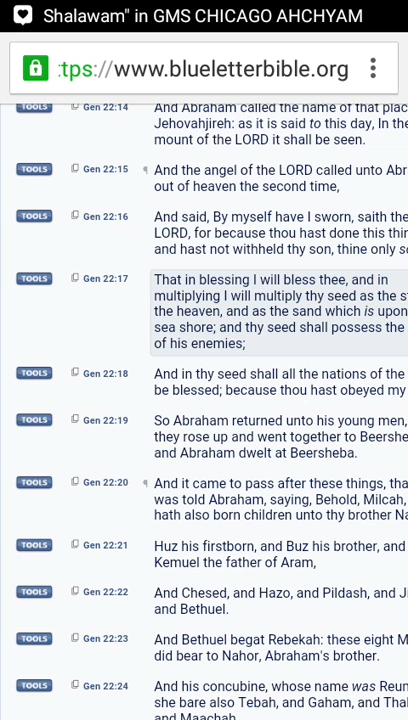 Shalawam" in GMS CHICAGO AHCHYAM
tps://www.blueletterbible.org
TOOLS Gen 22:14 And Abraham called the name of that plac
Jehovahjireh: as it is said to this day, In the
mount of the LORD it shall be seen.
TOOLS Gen 22:15 ¶ And the angel of the LORD called unto Abr
out of heaven the second time,
TOOLS Gen 22:16 And said, By myself have I sworn, saith the
LORD, for because thou hast done this thin
and hast not withheld thy son, thine only so
TOOLS Gen 22:17 That in blessing I will bless thee, and in
multiplying I will multiply thy seed as the st
the heaven, and as the sand which is upon
sea shore; and thy seed shall possess the
of his enemies;
TOOLS Gen 22:18 And in thy seed shall all the nations of the
be blessed; because thou hast obeyed my
TOOLS Gen 22:19 So Abraham returned unto his young men,
they rose up and went together to Beershe
and Abraham dwelt at Beersheba.
TOOLS Gen 22:20 ¶ And it came to pass after these things, tha
was told Abraham, saying, Behold, Milcah,
hath also born children unto thy brother Na
TOOLS Gen 22:21 Huz his firstborn, and Buz his brother, and
Kemuel the father of Aram,
TOOLS Gen 22:22 And Chesed, and Hazo, and Pildash, and Ji
and Bethuel.
TOOLS Gen 22:23 And Bethuel begat Rebekah: these eight M
did bear to Nahor, Abraham's brother.
TOOLS Gen 22:24 And his concubine, whose name was Reun
she bare also Tebah, and Gaham, and Tha
and Maachah.